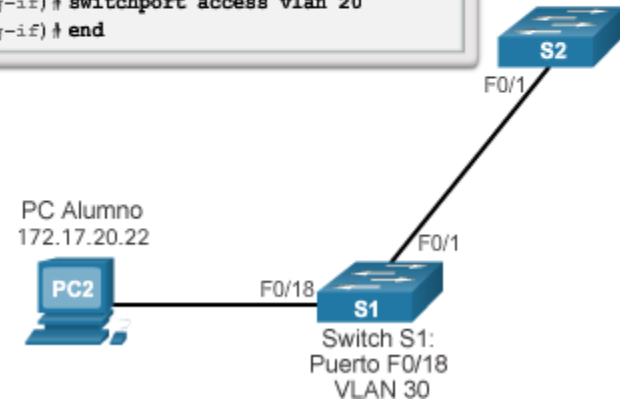 -if)# switchport access vlan 20
-if)# end
S2
F0/1
PC Alumno
172.17.20.22
F0/1
PC2
F0/18
S1
Switch S1:
Puerto F0/18
VLAN 30